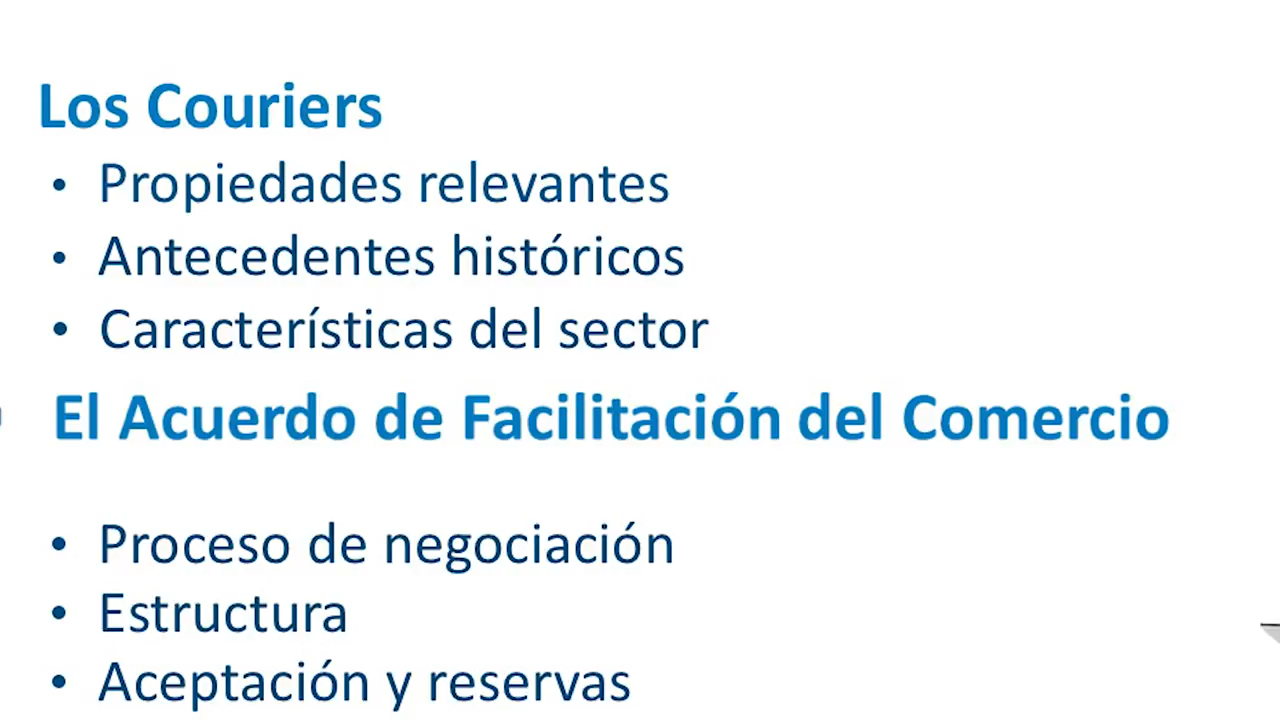 Los Couriers
• Propiedades relevantes
• Antecedentes históricos
• Características del sector
El Acuerdo de Facilitación del Comercio
• Proceso de negociación
• Estructura
• Aceptación y reservas